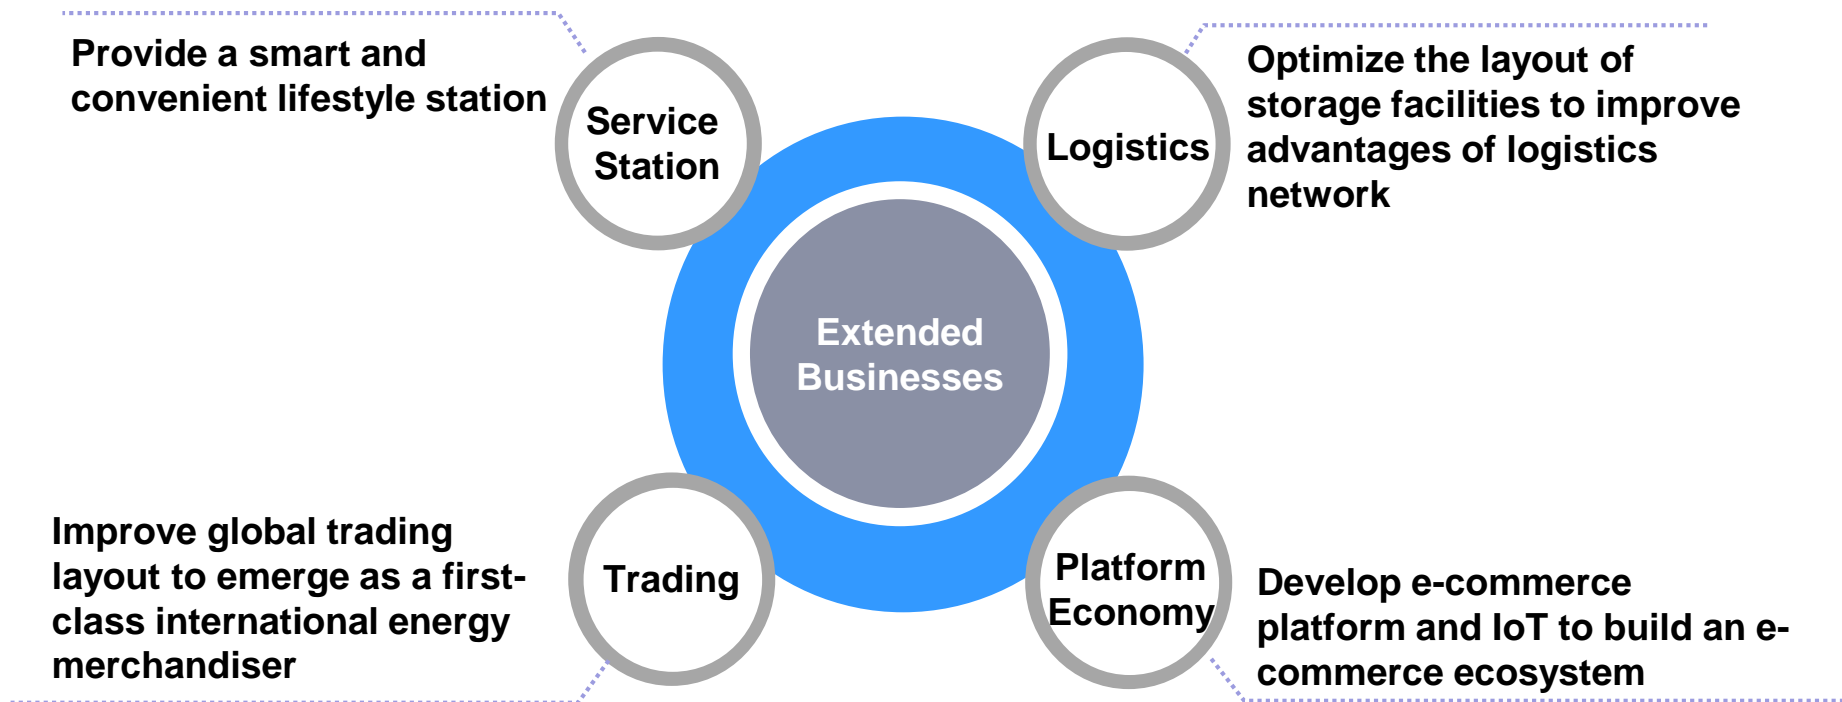 Provide a smart and
convenient lifestyle station
Service
Station
Logistics
Optimize the layout of
storage facilities to improve
advantages of logistics
network
Extended
Businesses
Improve global trading
layout to emerge as a first-
class international energy
merchandiser
Trading
Platform
Economy
Develop e-commerce
platform and IoT to build an e-
commerce ecosystem